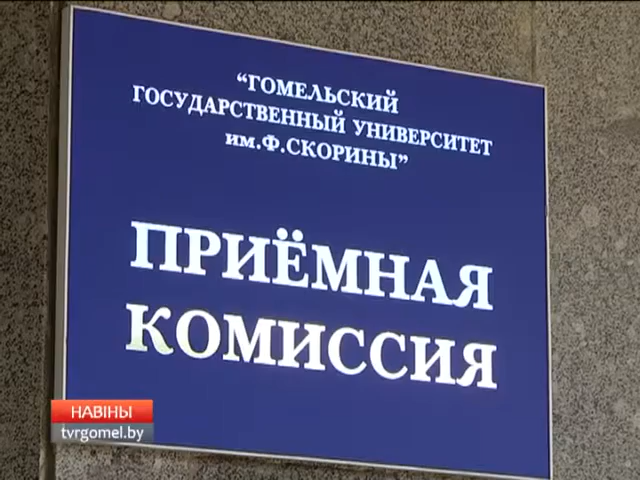 “ГОМЕЛЬСКИЙ
ГОСУДАРСТВЕННЫЙ УНИВЕРСИТЕТ
им.Ф.СКОРИНЫ”
ПРИЁМНАЯ
КОМИССИЯ
НАВІНЫ
tvrgomel.by